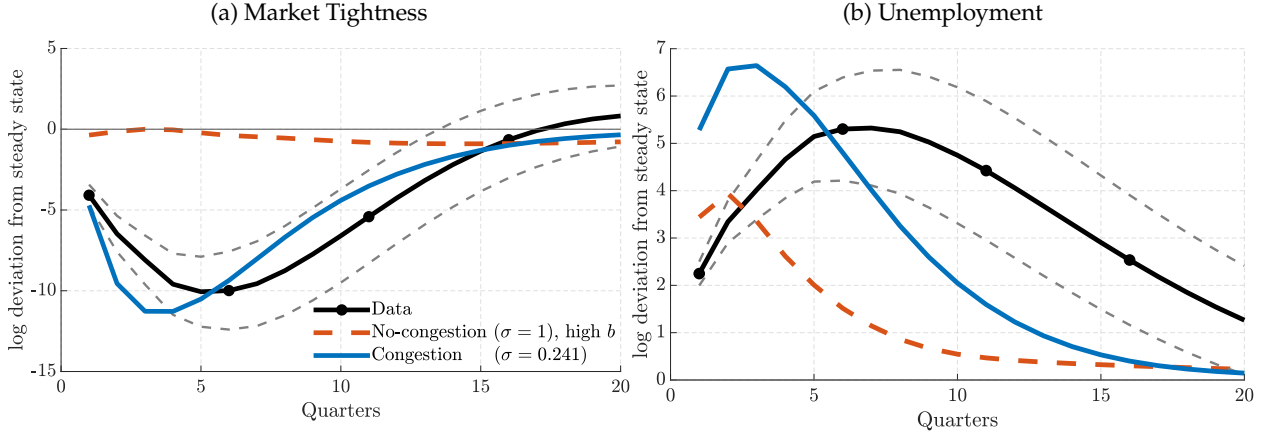 (a) Market Tightness
log deviation from steady state
5
0
-5
-10
-15
0
5
10
15
20
Quarters
Data
No-congestion (σ = 1), high b
Congestion (σ = 0.241)
(b) Unemployment
log deviation from steady state
7
6
5
4
3
2
1
0
0
5
10
15
20
Quarters